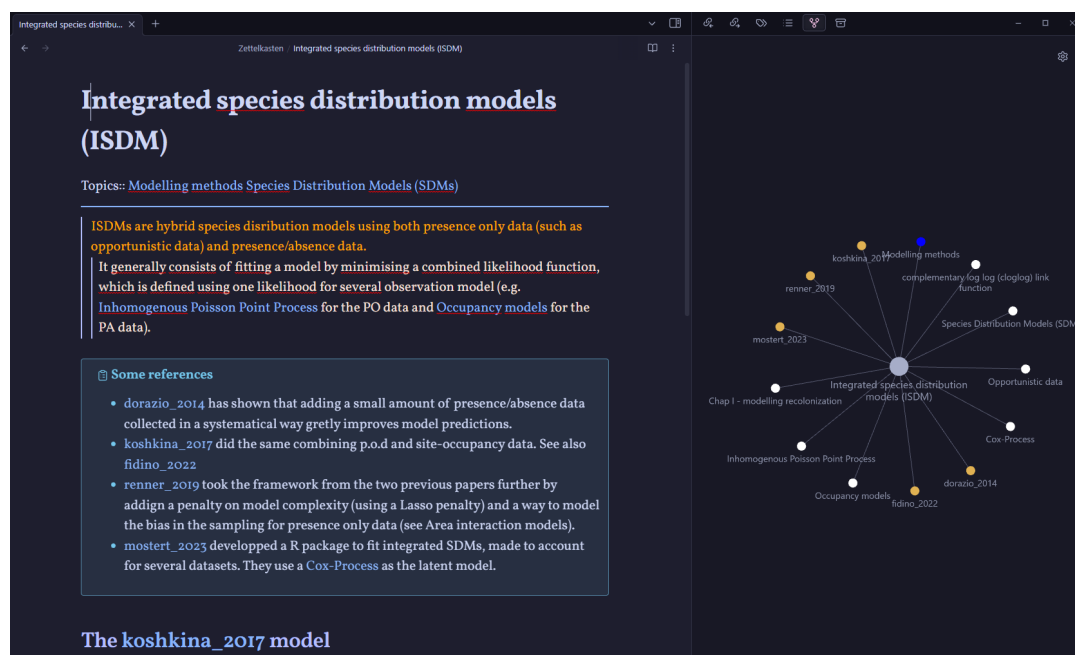 Integrated species distribu...
Zettelkasten / Integrated species distribution models (ISDM)
Integrated species distribution models
(ISDM)
Topics:: Modelling methods Species Distribution Models (SDMs)
ISDMs are hybrid species disribution models using both presence only data (such as
opportunistic data) and presence/absence data.
It generally consists of fitting a model by minimising a combined likelihood function,
which is defined using one likelihood for several observation model (e.g.
Inhomogenous Poisson Point Process for the PO data and Occupancy models for the
PA data).
Some references
• dorazio_2014 has shown that adding a small amount of presence/absence data
collected in a systematical way gretly improves model predictions.
• koshkina_2017 did the same combining p.o.d and site-occupancy data. See also
fidino_2022
• renner_2019 took the framework from the two previous papers further by
addign a penalty on model complexity (using a Lasso penalty) and a way to model
the bias in the sampling for presence only data (see Area interaction models).
• mostert_2023 developped a R package to fit integrated SDMs, made to account
for several datasets. They use a Cox-Process as the latent model.
The koshkina_2017 model
Modelling methods
koshkina_2017
complementary log log (cloglog) link
function
renner_2019
Species Distribution Models (SDM
mostert_2023
Opportunistic data
Integrated species distribution
models (ISDM)
Chap I - modelling recolonization
Cox-Process
Inhomogenous Poisson Point Process
dorazio_2014
Occupancy models
fidino_2022